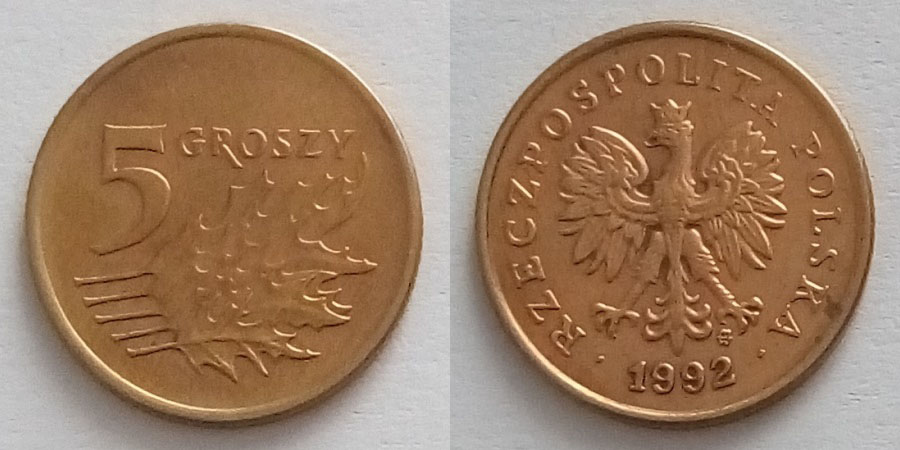 5 GROSZY
RZECZPOSPOLITA POLSKA
1992